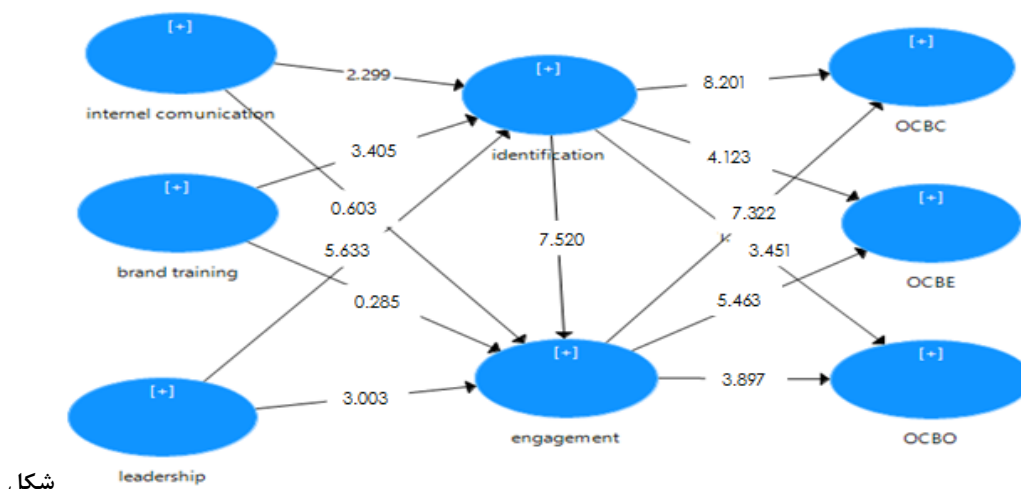 [+]
internel comunication
[+]
brand training
[+]
leadership
2.299
3.405
0.603
5.633
0.285
3.003
[+]
identification
7.520
[+]
engagement
8.201
4.123
7.322
3.451
5.463
3.897
[+]
OCBC
[+]
OCBE
[+]
OCBO
شکل